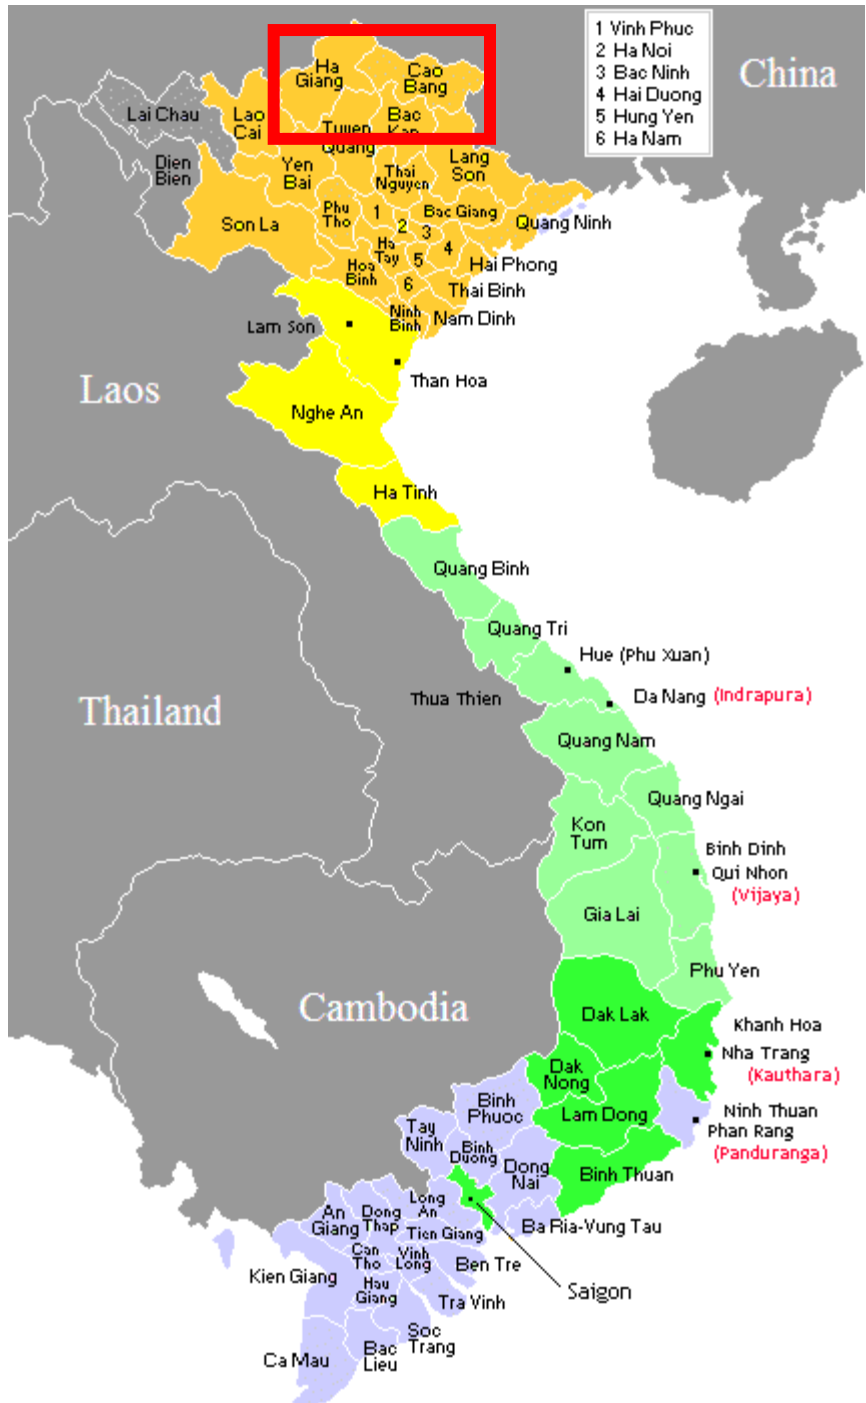 1 Vinh Phuc
2 Ha Noi
3 Bac Ninh
4 Hai Duong
5 Hung Yen
6 Ha Nam
China
Ha
Giang
Cao
Bang
Lai Chau
Lao
Cai
Tuyen
Quang
Bac
Kan
Dien
Bien
Yen
Bai
Thai
Nguyen
Lang
Son
Son La
Phu
Tho
1
2
3
Bac Giang
Quang Ninh
Ha
Tay
4
5
6
Hoa
Binh
Hai Phong
Thai Binh
Ninh
Binh
Nam Dinh
Lam Son
Laos
Than Hoa
Nghe An
Ha Tinh
Quang Binh
Quang Tri
Hue (Phu Xuan)
Thua Thien
Da Nang (Indrapura)
Thailand
Quang Nam
Quang Ngai
Kon
Tum
Binh Dinh
Qui Nhon
(Vijaya)
Gia Lai
Phu Yen
Cambodia
Dak Lak
Khanh Hoa
Nha Trang
(Kauthara)
Dak
Nong
Binh
Phuoc
Lam Dong
Ninh Thuan
Phan Rang
(Panduranga)
Tay
Ninh
Binh
Duong
Dong
Nai
Binh Thuan
Long
An
An
Giang
Dong
Thap
Tien Giang
Ba Ria-Vung Tau
Can
Tho
Vinh
Long
Ben Tre
Kien Giang
Hau
Giang
Tra Vinh
Saigon
Soc
Trang
Ca Mau
Bac
Lieu